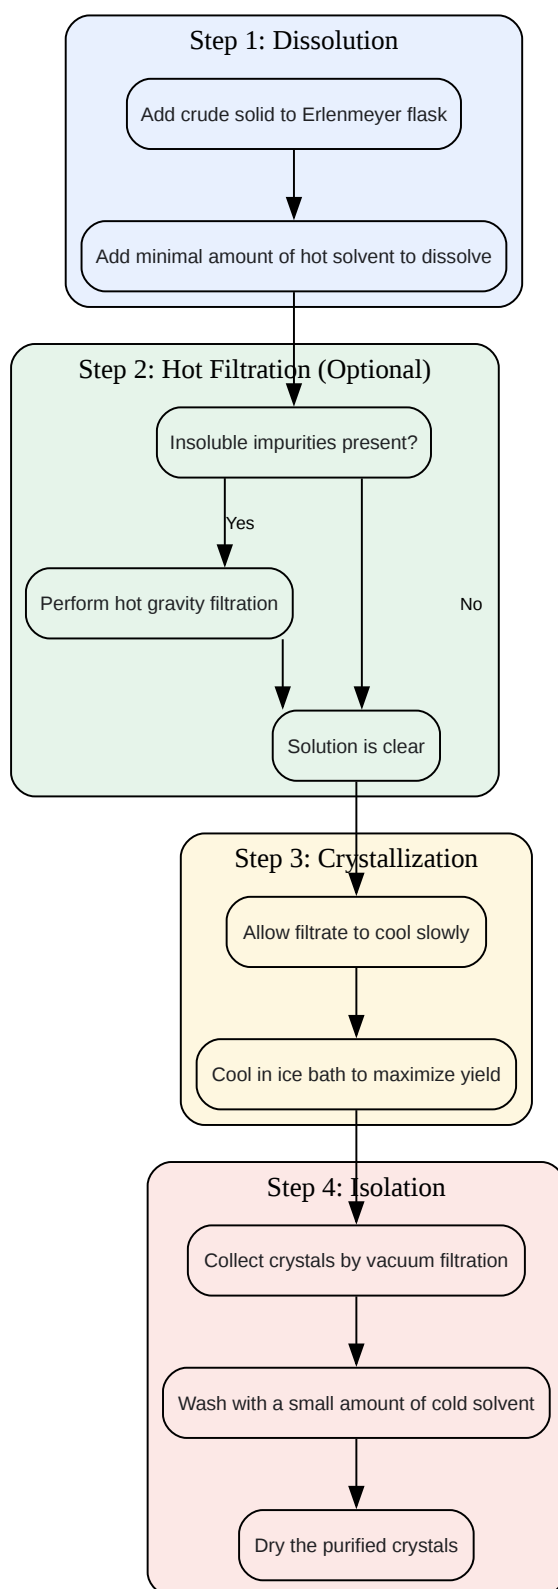 Step 1: Dissolution
Add crude solid to Erlenmeyer flask
Add minimal amount of hot solvent to dissolve
Step 2: Hot Filtration (Optional)
Insoluble impurities present?
Yes
Perform hot gravity filtration
No
Solution is clear
Step 3: Crystallization
Allow filtrate to cool slowly
Cool in ice bath to maximize yield
Step 4: Isolation
Collect crystals by vacuum filtration
Wash with a small amount of cold solvent
Dry the purified crystals